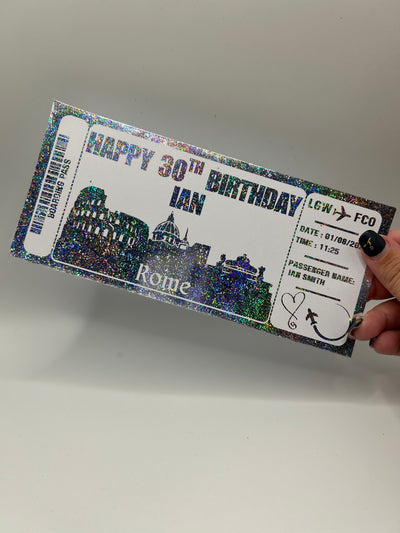 BOARDING PASS
HAPPY 30TH BIRTHDAY
IAN
Rome
LGW FCO
DATE : 01/08/20
TIME : 11:25
PASSENGER NAME:
IAN SMITH